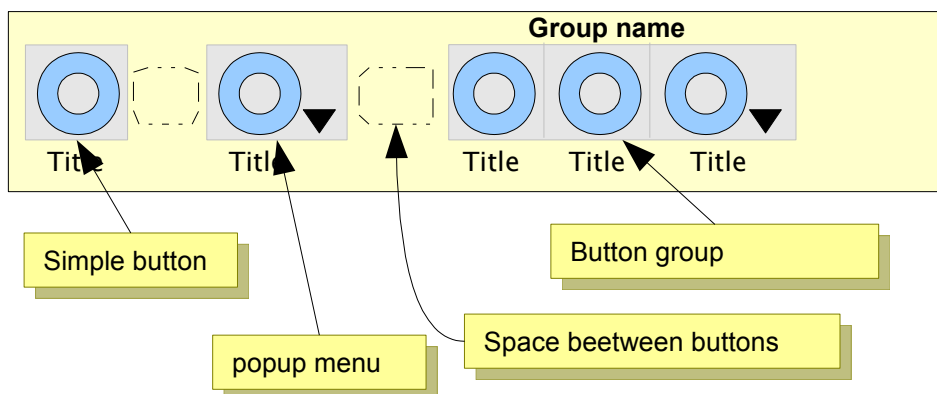 Group name
Title Title Title Title Title
Simple button
Button group
Space beetween buttons
popup menu